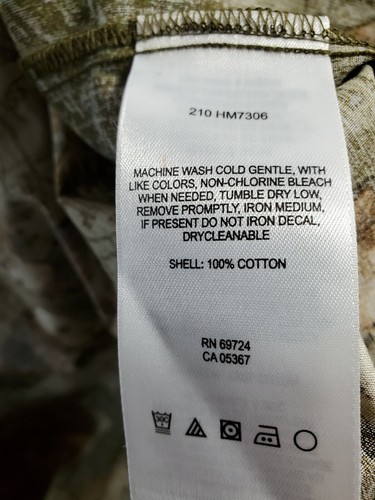 210 HM7306
MACHINE WASH COLD GENTLE, WITH
LIKE COLORS, NON-CHLORINE BLEACH
WHEN NEEDED, TUMBLE DRY LOW,
REMOVE PROMPTLY, IRON MEDIUM,
IF PRESENT DO NOT IRON DECAL,
DRYCLEANABLE
SHELL: 100% COTTON
RN 69724
CA 05367